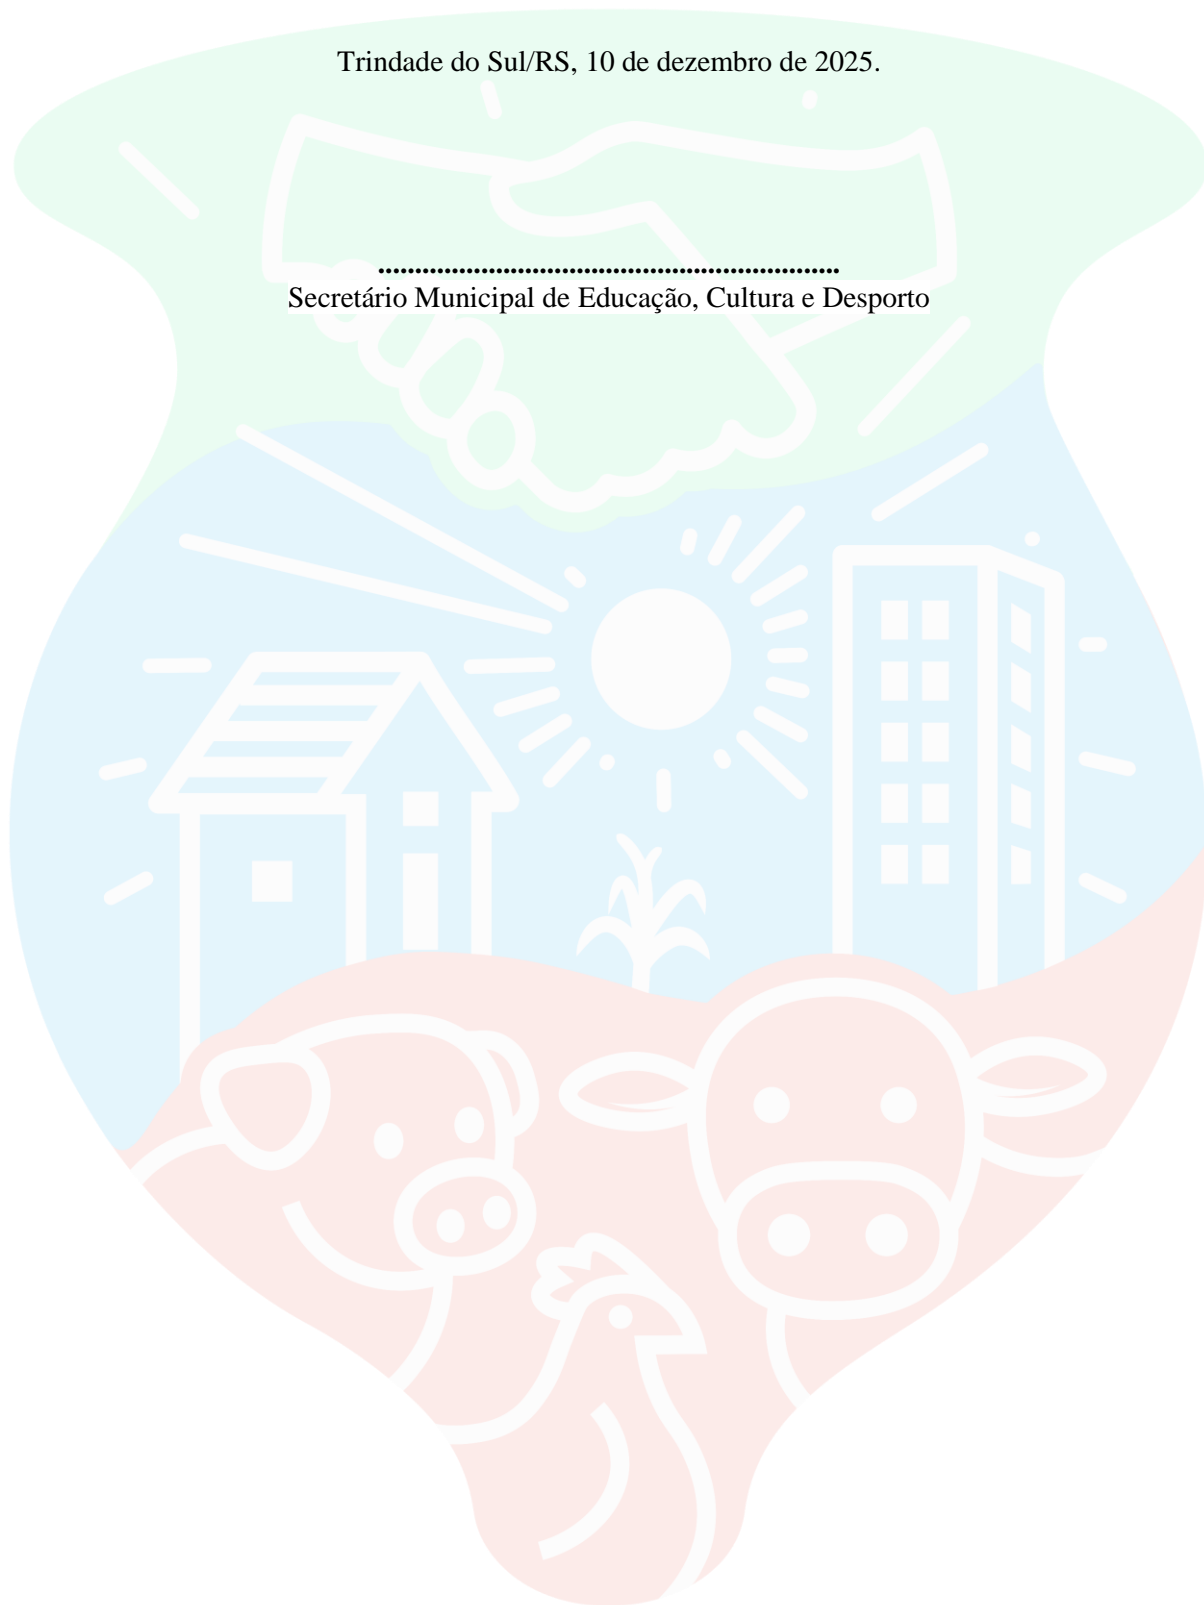 Trindade do Sul/RS, 10 de dezembro de 2025.
...............................................................
Secretário Municipal de Educação, Cultura e Desporto